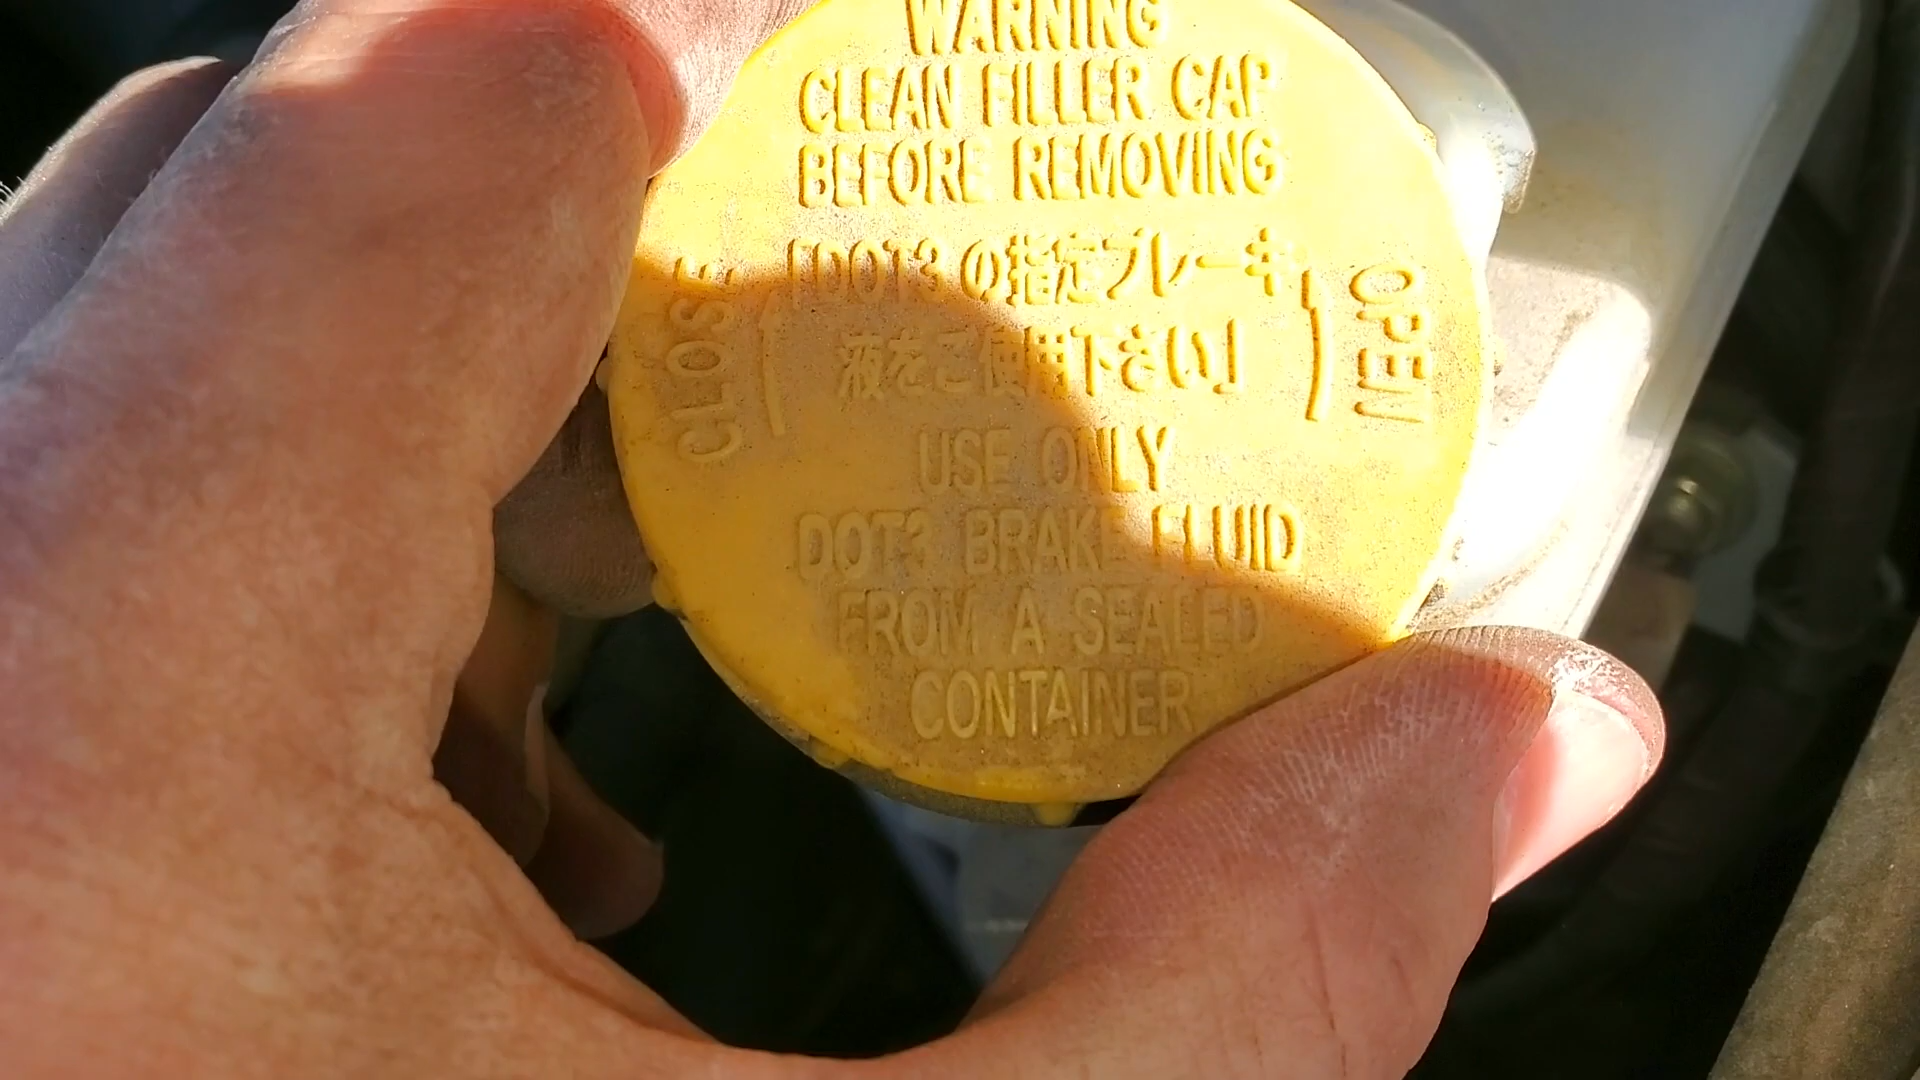 WARNING
CLEAN FILLER CAP
BEFORE REMOVING
「DOT3の指定ブレーキ
液をご使用下さい」
CLOSE
OPEN
USE ONLY
DOT3 BRAKE FLUID
FROM A SEALED
CONTAINER